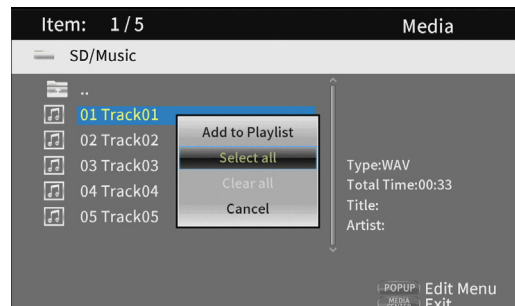 Item: 1/5 Media
SD/Music
..
01 Track01
02 Track02
03 Track03
04 Track04
05 Track05
Add to Playlist
Select all
Clear all
Cancel
Type:WAV
Total Time:00:33
Title:
Artist:
POPUP Edit Menu
MEDIA CENTER Exit